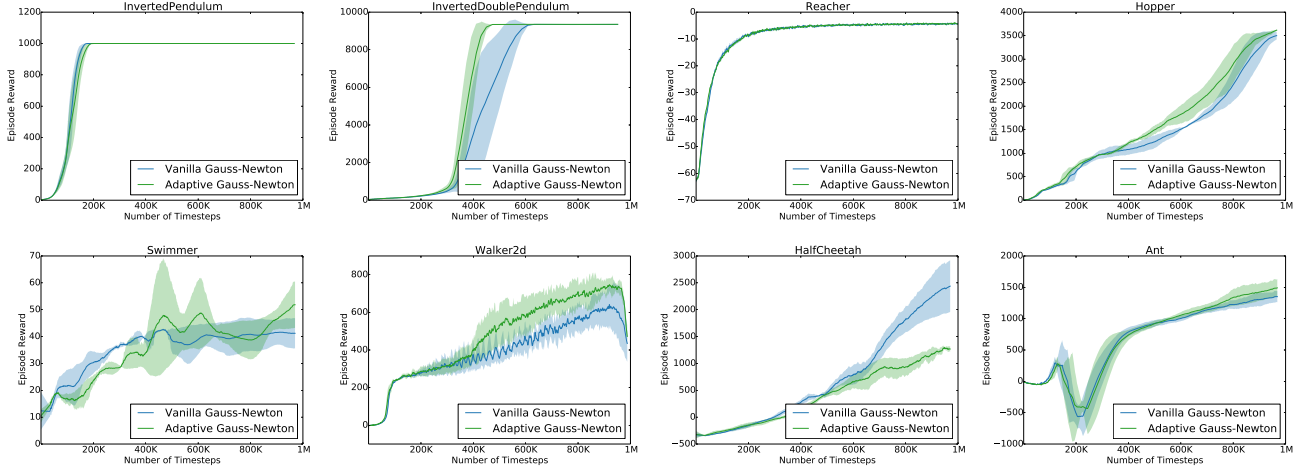 InvertedPendulum
1200
1000
800
600
400
200
0
Episode Reward
Vanilla Gauss-Newton
Adaptive Gauss-Newton
200K 400K 600K 800K 1M
Number of Timesteps
InvertedDoublePendulum
10000
8000
6000
4000
2000
0
Episode Reward
Vanilla Gauss-Newton
Adaptive Gauss-Newton
200K 400K 600K 800K 1M
Number of Timesteps
Reacher
0
−10
−20
−30
−40
−50
−60
−70
Episode Reward
Vanilla Gauss-Newton
Adaptive Gauss-Newton
200K 400K 600K 800K 1M
Number of Timesteps
Hopper
4000
3500
3000
2500
2000
1500
1000
500
0
Episode Reward
Vanilla Gauss-Newton
Adaptive Gauss-Newton
200K 400K 600K 800K 1M
Number of Timesteps
Swimmer
70
60
50
40
30
20
10
0
Episode Reward
Vanilla Gauss-Newton
Adaptive Gauss-Newton
200K 400K 600K 800K 1M
Number of Timesteps
Walker2d
800
600
400
200
0
Episode Reward
Vanilla Gauss-Newton
Adaptive Gauss-Newton
200K 400K 600K 800K 1M
Number of Timesteps
HalfCheetah
3000
2500
2000
1500
1000
500
0
−500
Episode Reward
Vanilla Gauss-Newton
Adaptive Gauss-Newton
200K 400K 600K 800K 1M
Number of Timesteps
Ant
2000
1500
1000
500
0
−500
−1000
Episode Reward
Vanilla Gauss-Newton
Adaptive Gauss-Newton
200K 400K 600K 800K 1M
Number of Timesteps